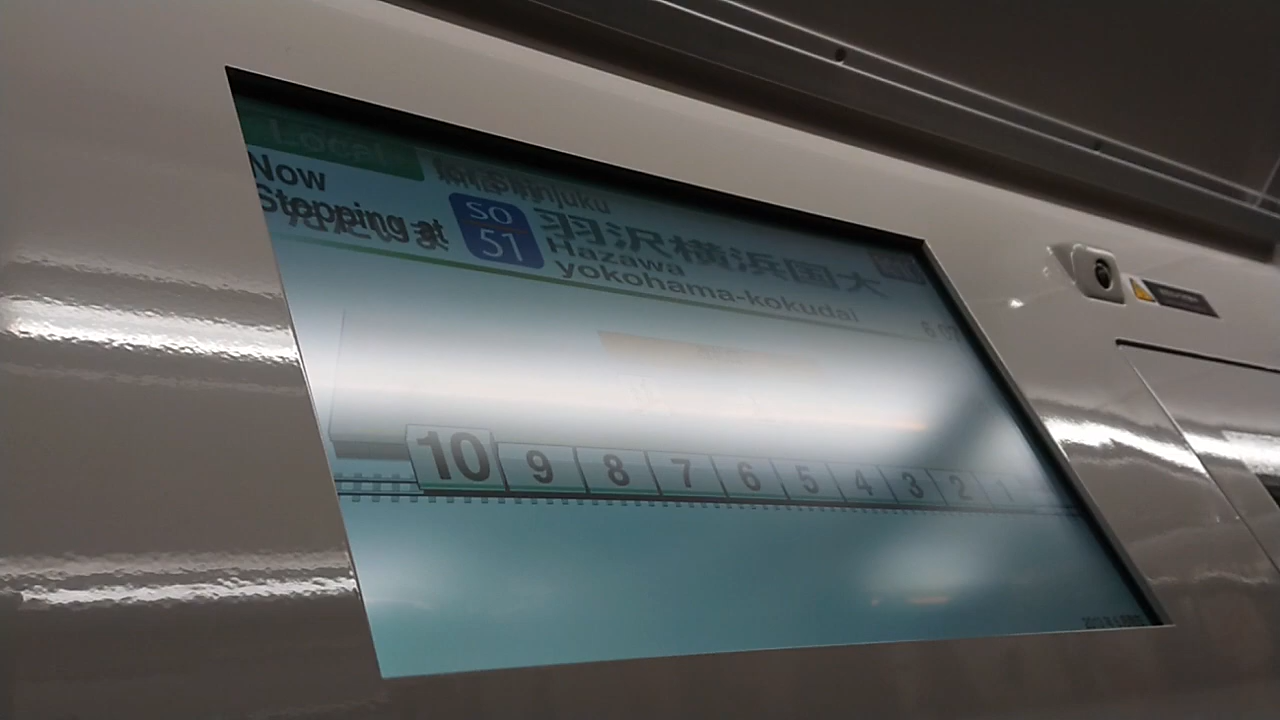 Local
Shinjuku
Now
Stopping at
SO
51
羽沢横浜国大
Hazawa
yokohama-kokudai
10 9 8 7 6 5 4 3 2 1